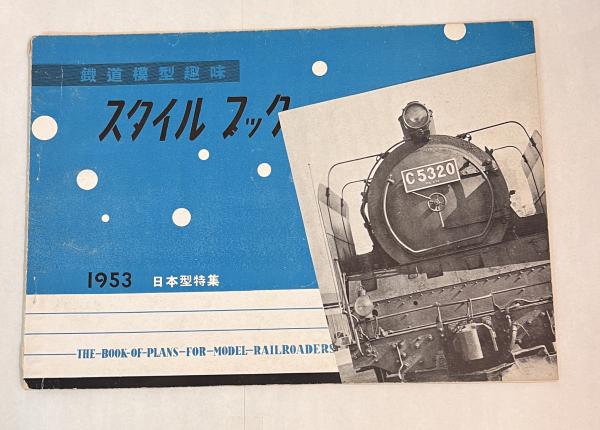 鐵道模型趣味
スタイル ブック
C5320
1953 日本型特集
THE-BOOK-OF-PLANS-FOR-MODEL-RAILROADERS